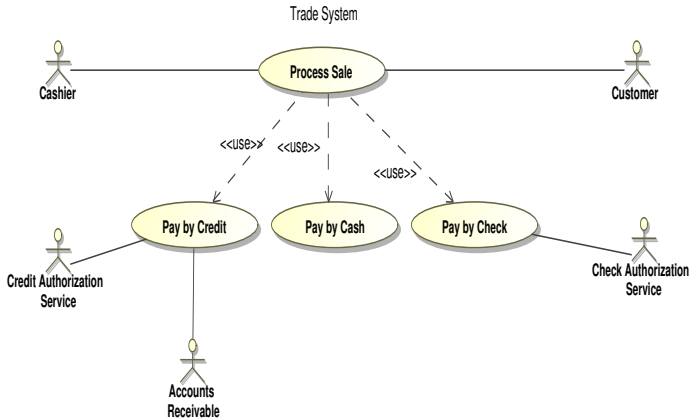 Trade System
Process Sale
Cashier
Customer
<<use>>
<<use>>
<<use>>
Pay by Credit
Pay by Cash
Pay by Check
Credit Authorization
Service
Check Authorization
Service
Accounts
Receivable